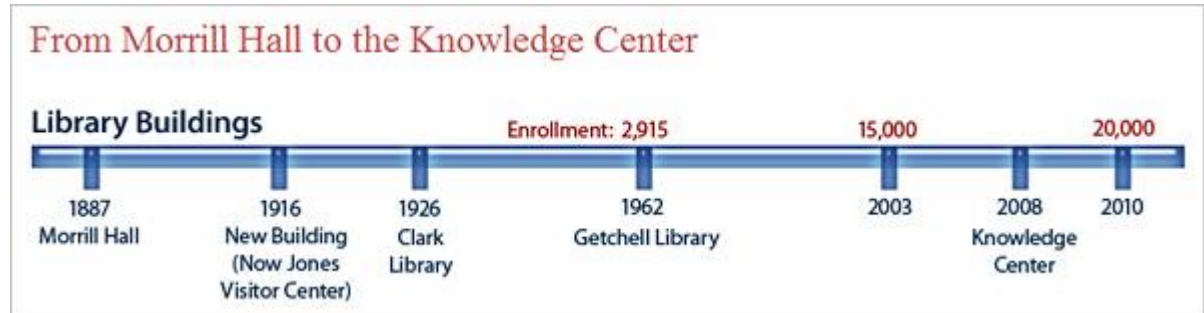 From Morrill Hall to the Knowledge Center
Library Buildings
Enrollment: 2,915
15,000
20,000
1887
Morrill Hall
1916
New Building
(Now Jones
Visitor Center)
1926
Clark
Library
1962
Getchell Library
2003
2008
Knowledge
Center
2010